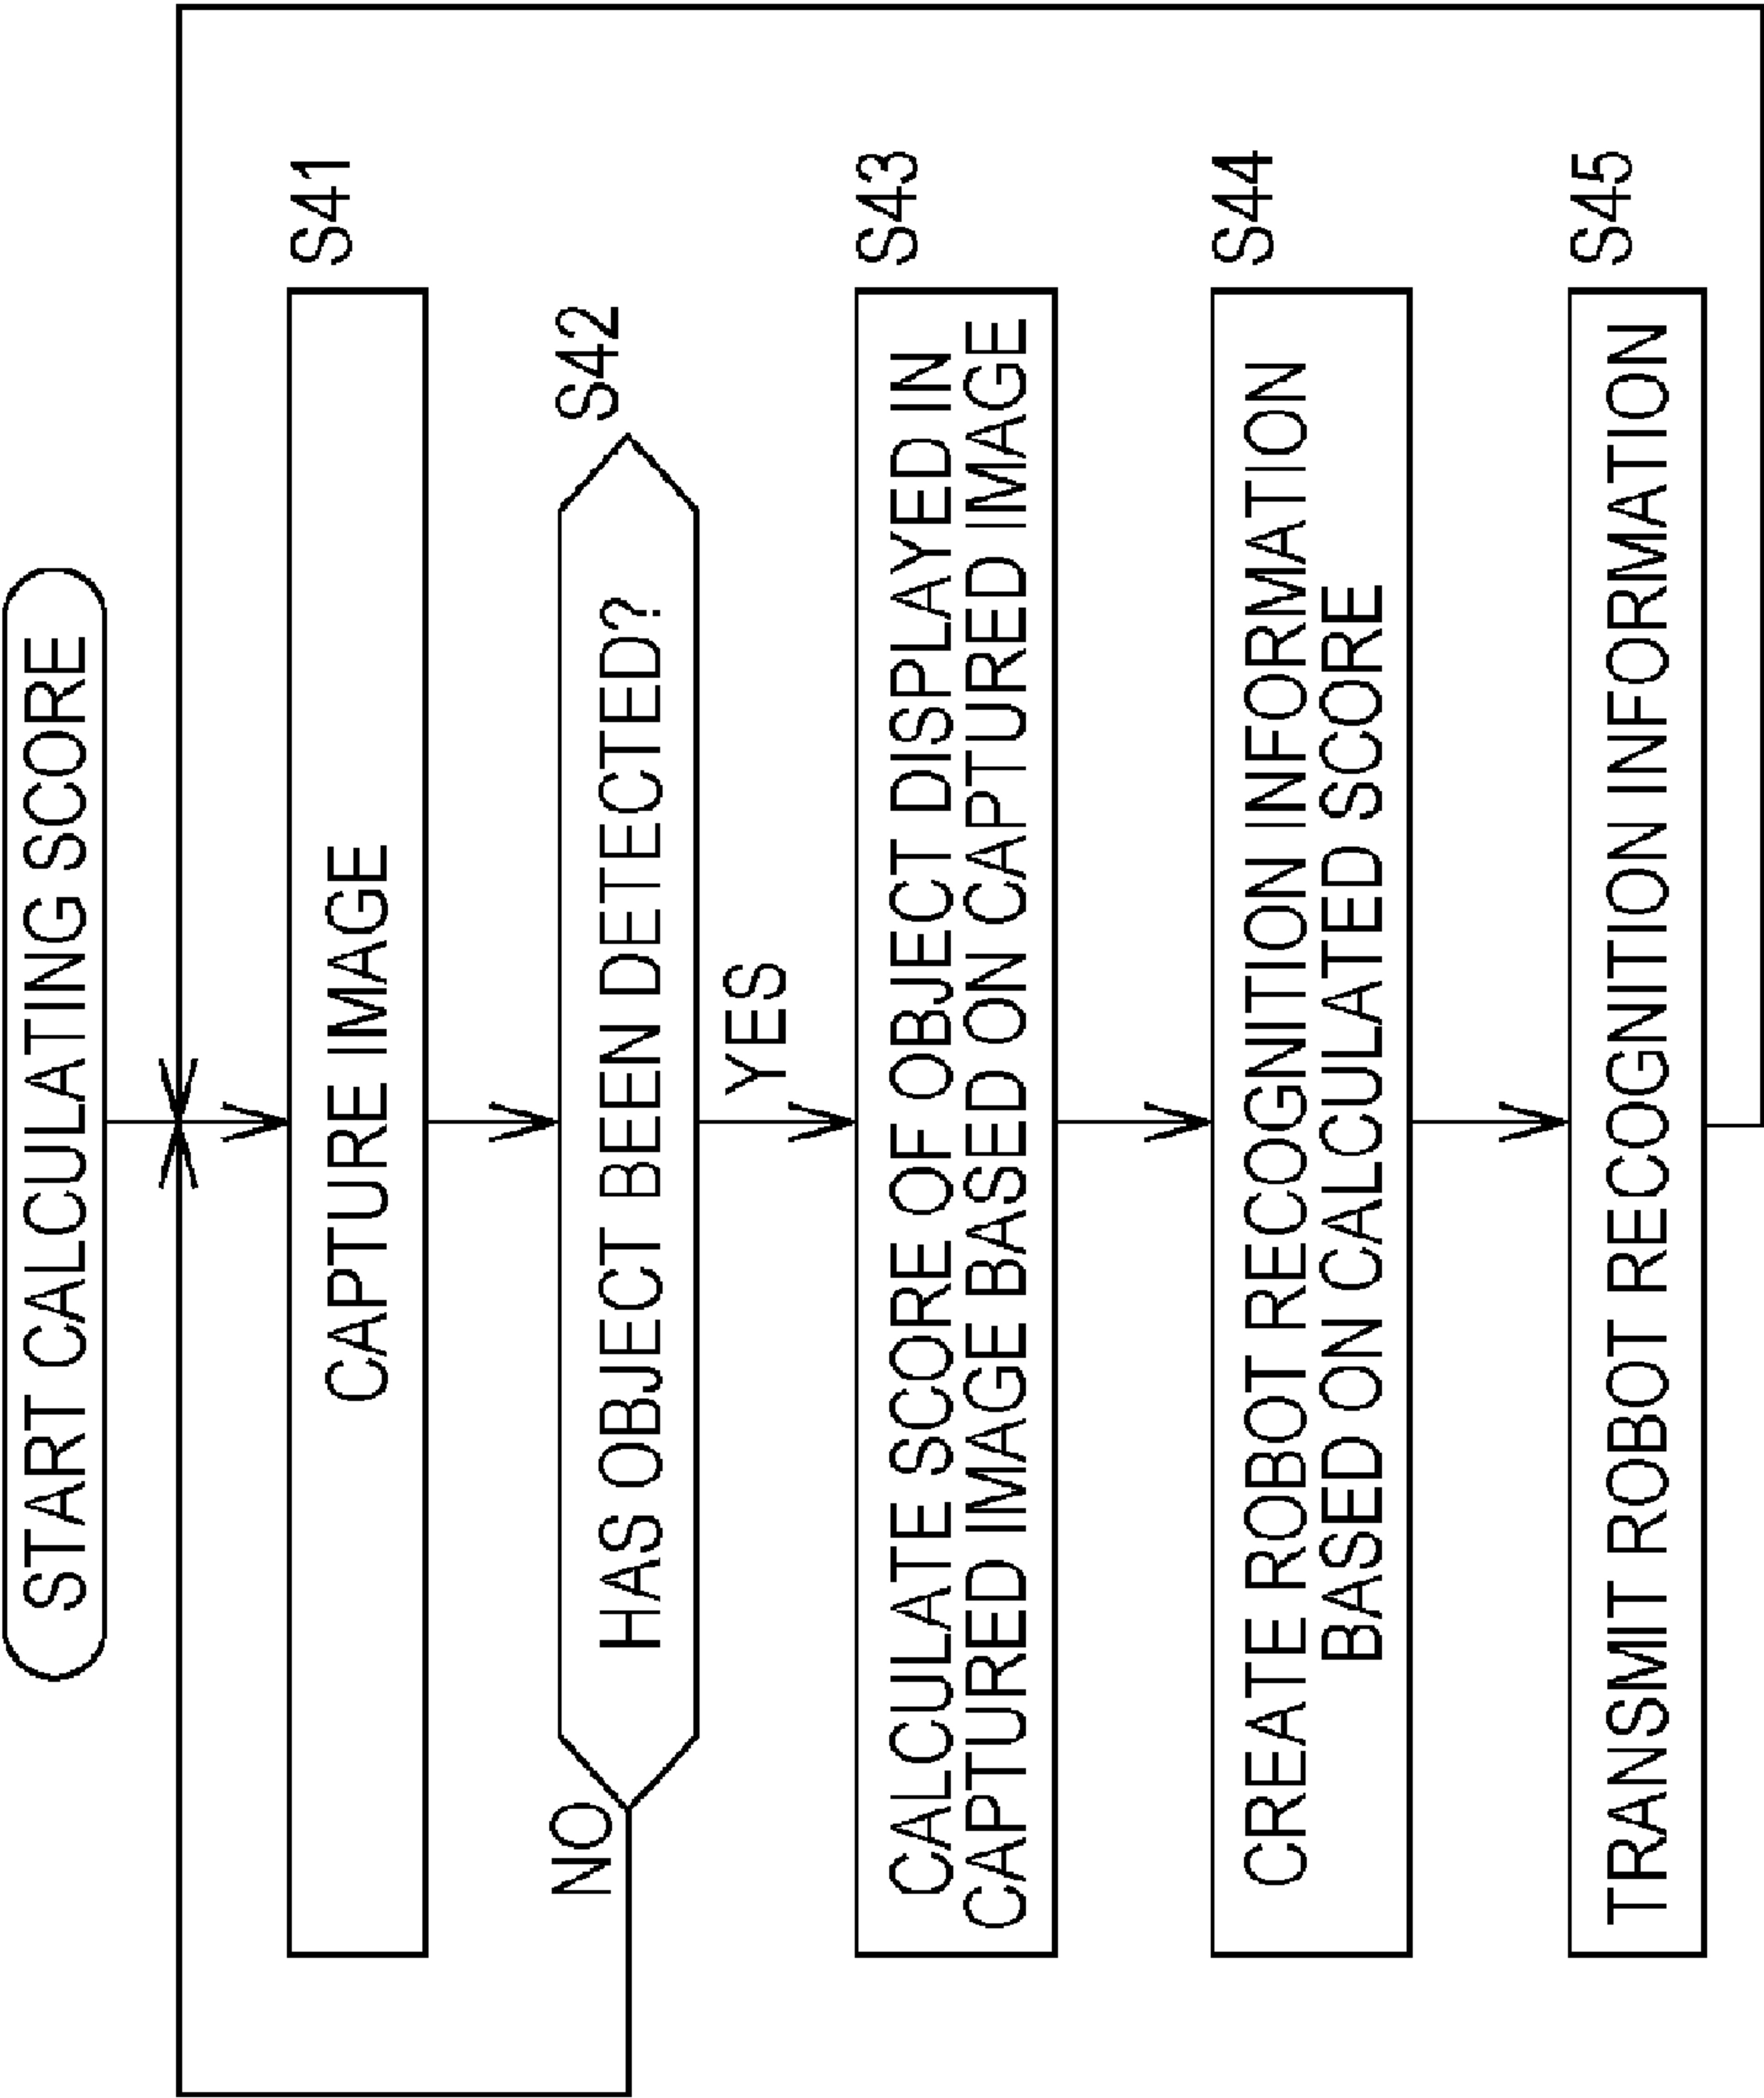 START CALCULATING SCORE
S41
CAPTURE IMAGE
S42
HAS OBJECT BEEN DETECTED?
NO
YES
S43
CALCULATE SCORE OF OBJECT DISPLAYED IN
CAPTURED IMAGE BASED ON CAPTURED IMAGE
S44
CREATE ROBOT RECOGNITION INFORMATION
BASED ON CALCULATED SCORE
S45
TRANSMIT ROBOT RECOGNITION INFORMATION